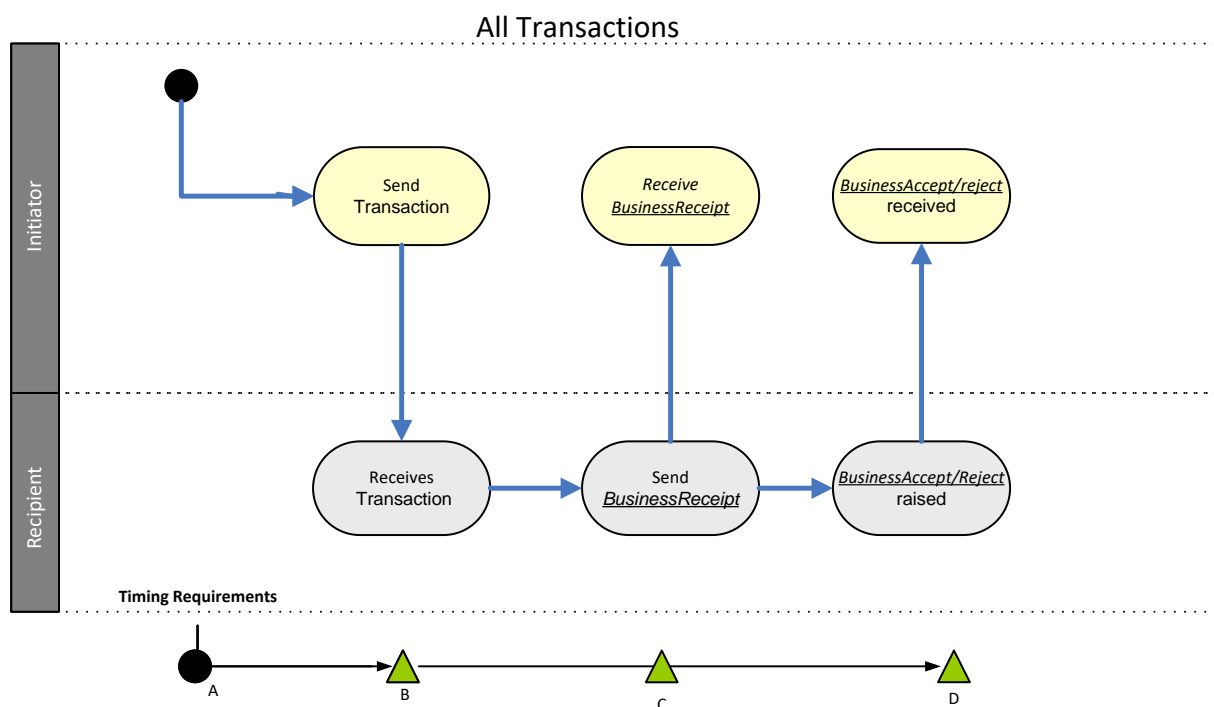 All Transactions
Initiator
Send
Transaction
Receive
BusinessReceipt
BusinessAccept/reject
received
Recipient
Receives
Transaction
Send
BusinessReceipt
BusinessAccept/Reject
raised
Timing Requirements
A
B
C
D